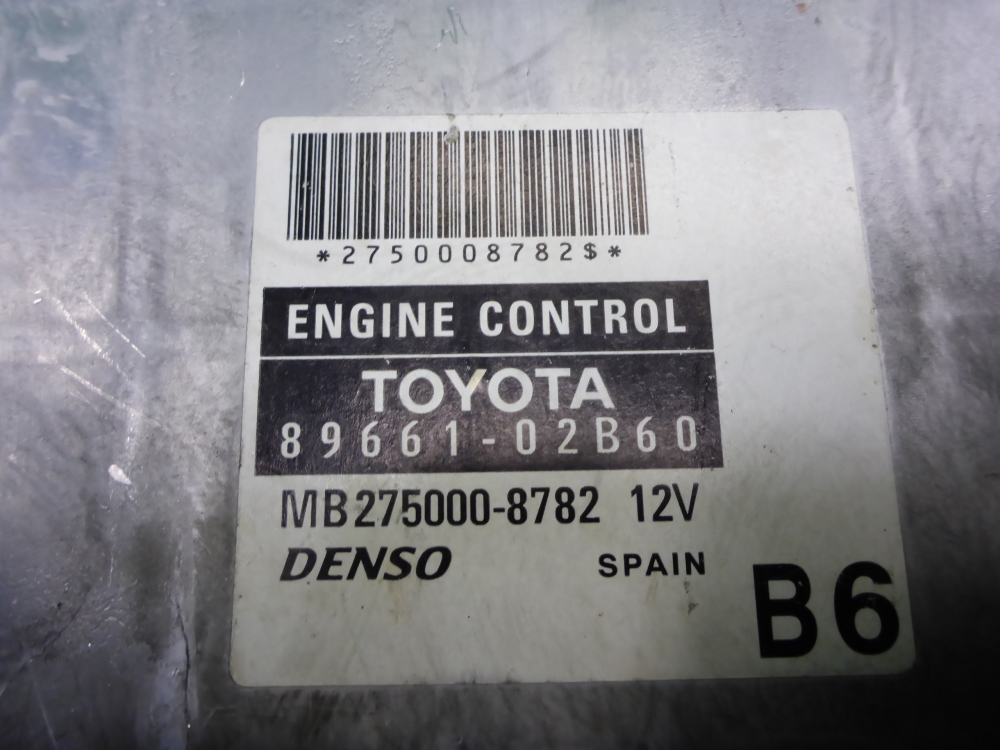 *2750008782$*
ENGINE CONTROL
TOYOTA
89661-02B60
MB275000-8782 12V
DENSO SPAIN
B6